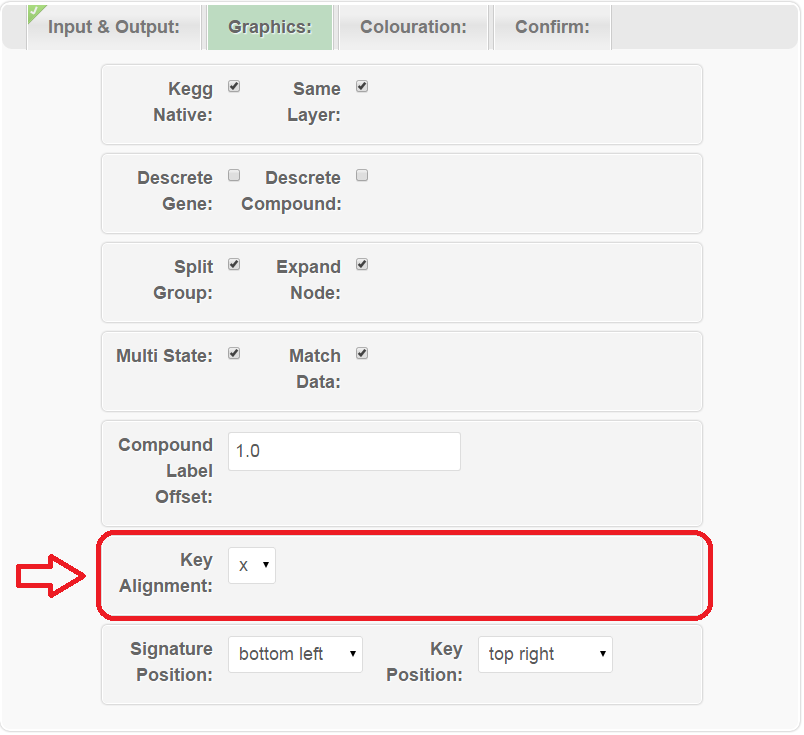 Input & Output: Graphics: Colouration: Confirm:
Kegg Same
Native: Layer:
Descrete Descrete
Gene: Compound:
Split Expand
Group: Node:
Multi State: Match
Data:
Compound
Label
Offset:
1.0
Key
Alignment:
x
Signature
Position:
bottom left
Key
Position:
top right